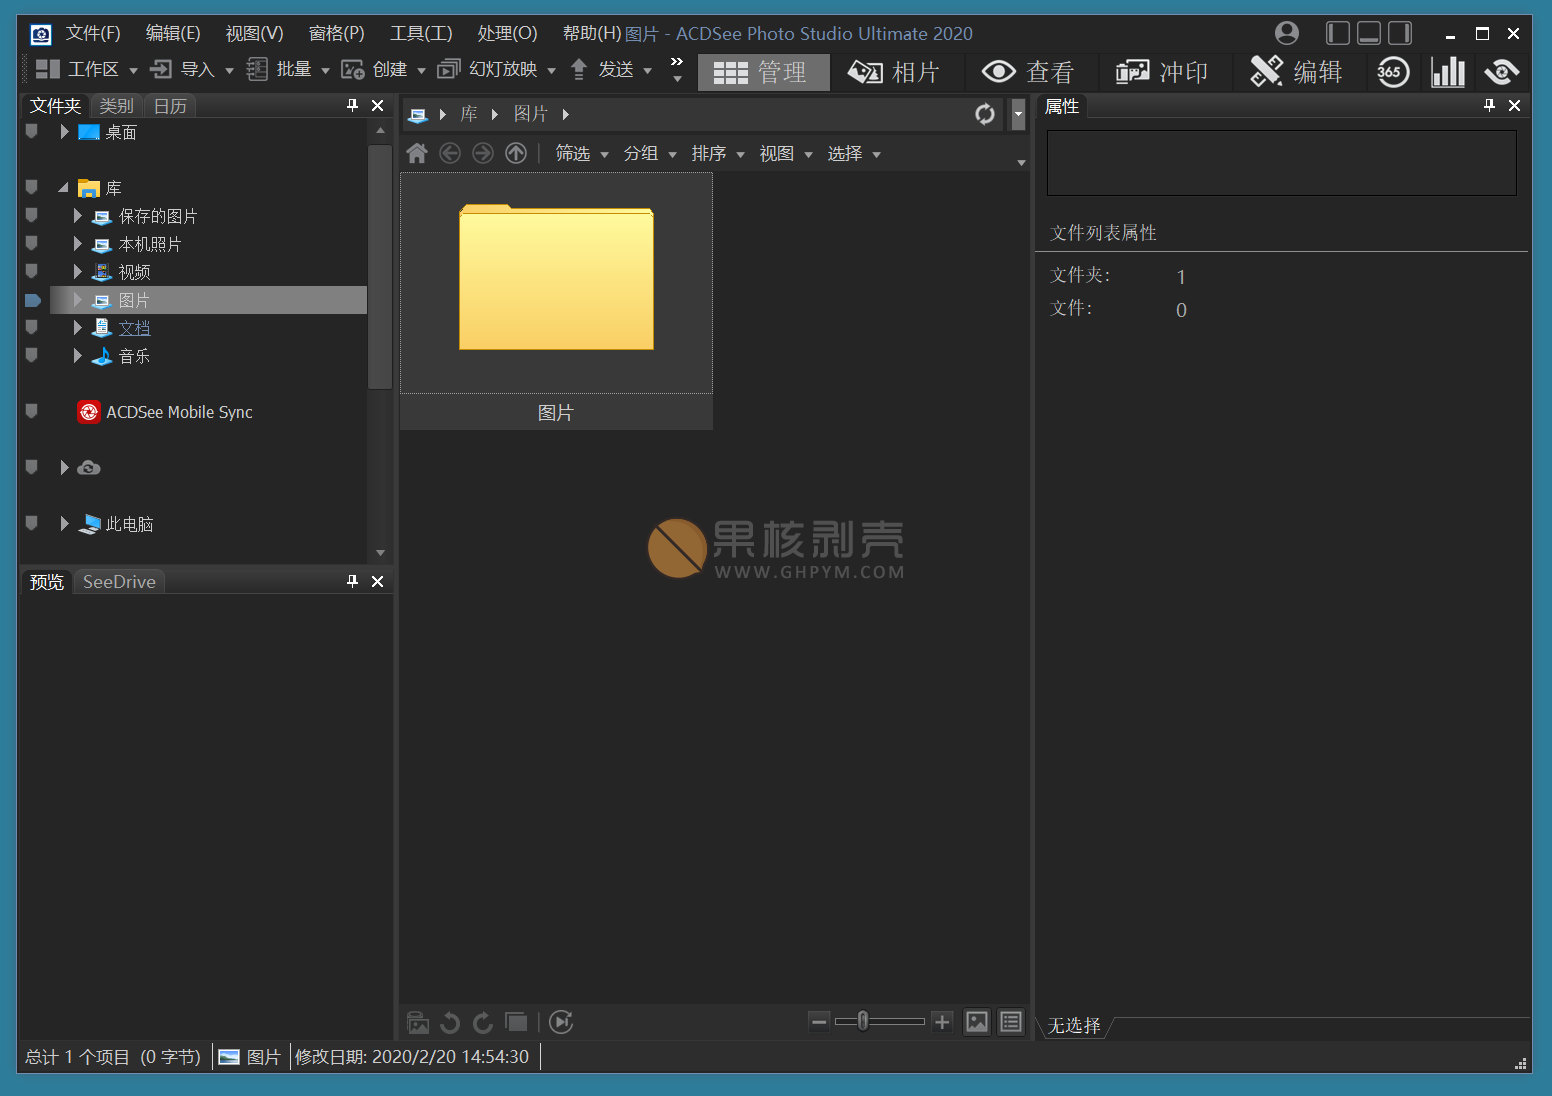 文件(F) 编辑(E) 视图(V) 窗格(P) 工具(T) 处理(O) 帮助(H) 图片 - ACDSee Photo Studio Ultimate 2020
工作区 导入 批量 创建 幻灯放映 发送 » 管理 相片 查看 冲印 编辑 365
文件夹 类别 日历
桌面
库
保存的图片
本机照片
视频
图片
文档
音乐
ACDSee Mobile Sync
此电脑
预览 SeeDrive
库 图片
筛选 分组 排序 视图 选择
图片
果核剥壳
WWW.GHPYM.COM
属性
文件列表属性
文件夹: 1
文件: 0
无选择
总计 1 个项目 (0 字节) 图片 修改日期: 2020/2/20 14:54:30